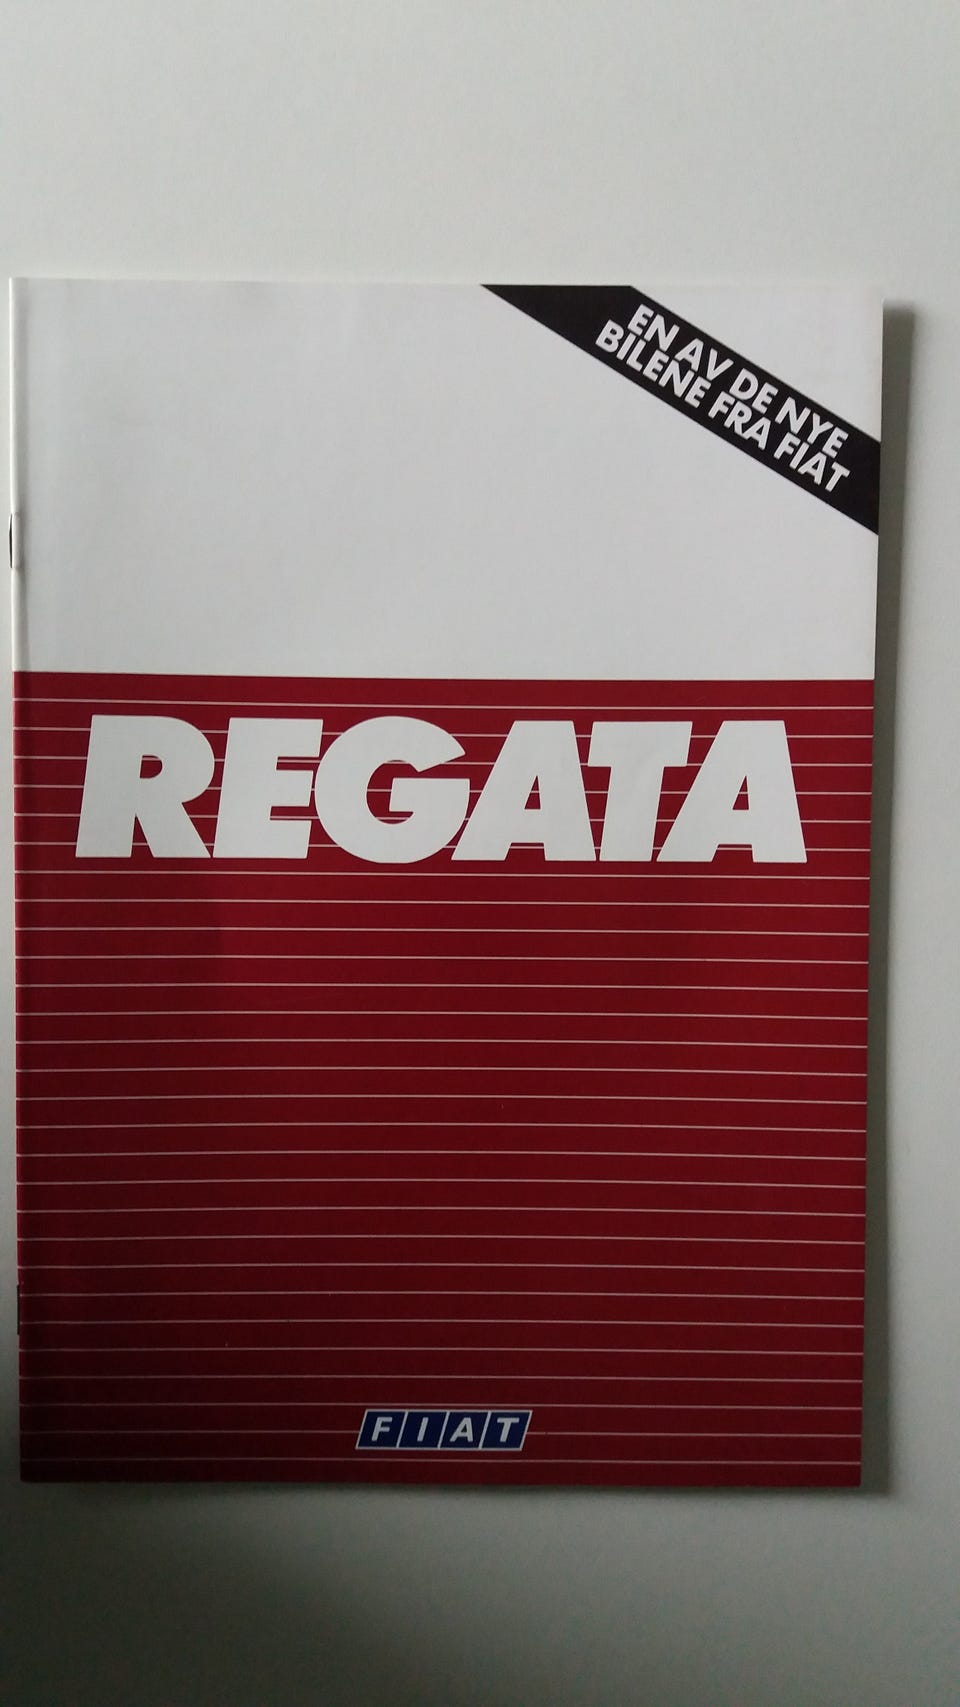 EN AV DE NYE
BILENE FRA FIAT
REGATA
FIAT